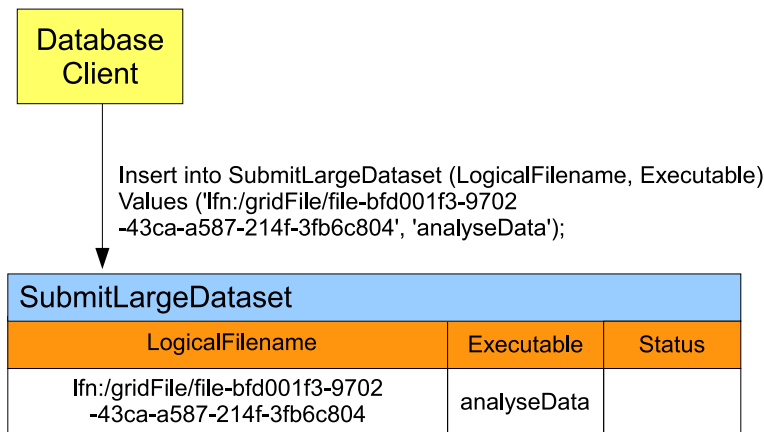 Database
Client
Insert into SubmitLargeDataset (LogicalFilename, Executable)
Values ('lfn:/gridFile/file-bfd001f3-9702
-43ca-a587-214f-3fb6c804', 'analyseData');
SubmitLargeDataset
LogicalFilename Executable Status
lfn:/gridFile/file-bfd001f3-9702
-43ca-a587-214f-3fb6c804 analyseData